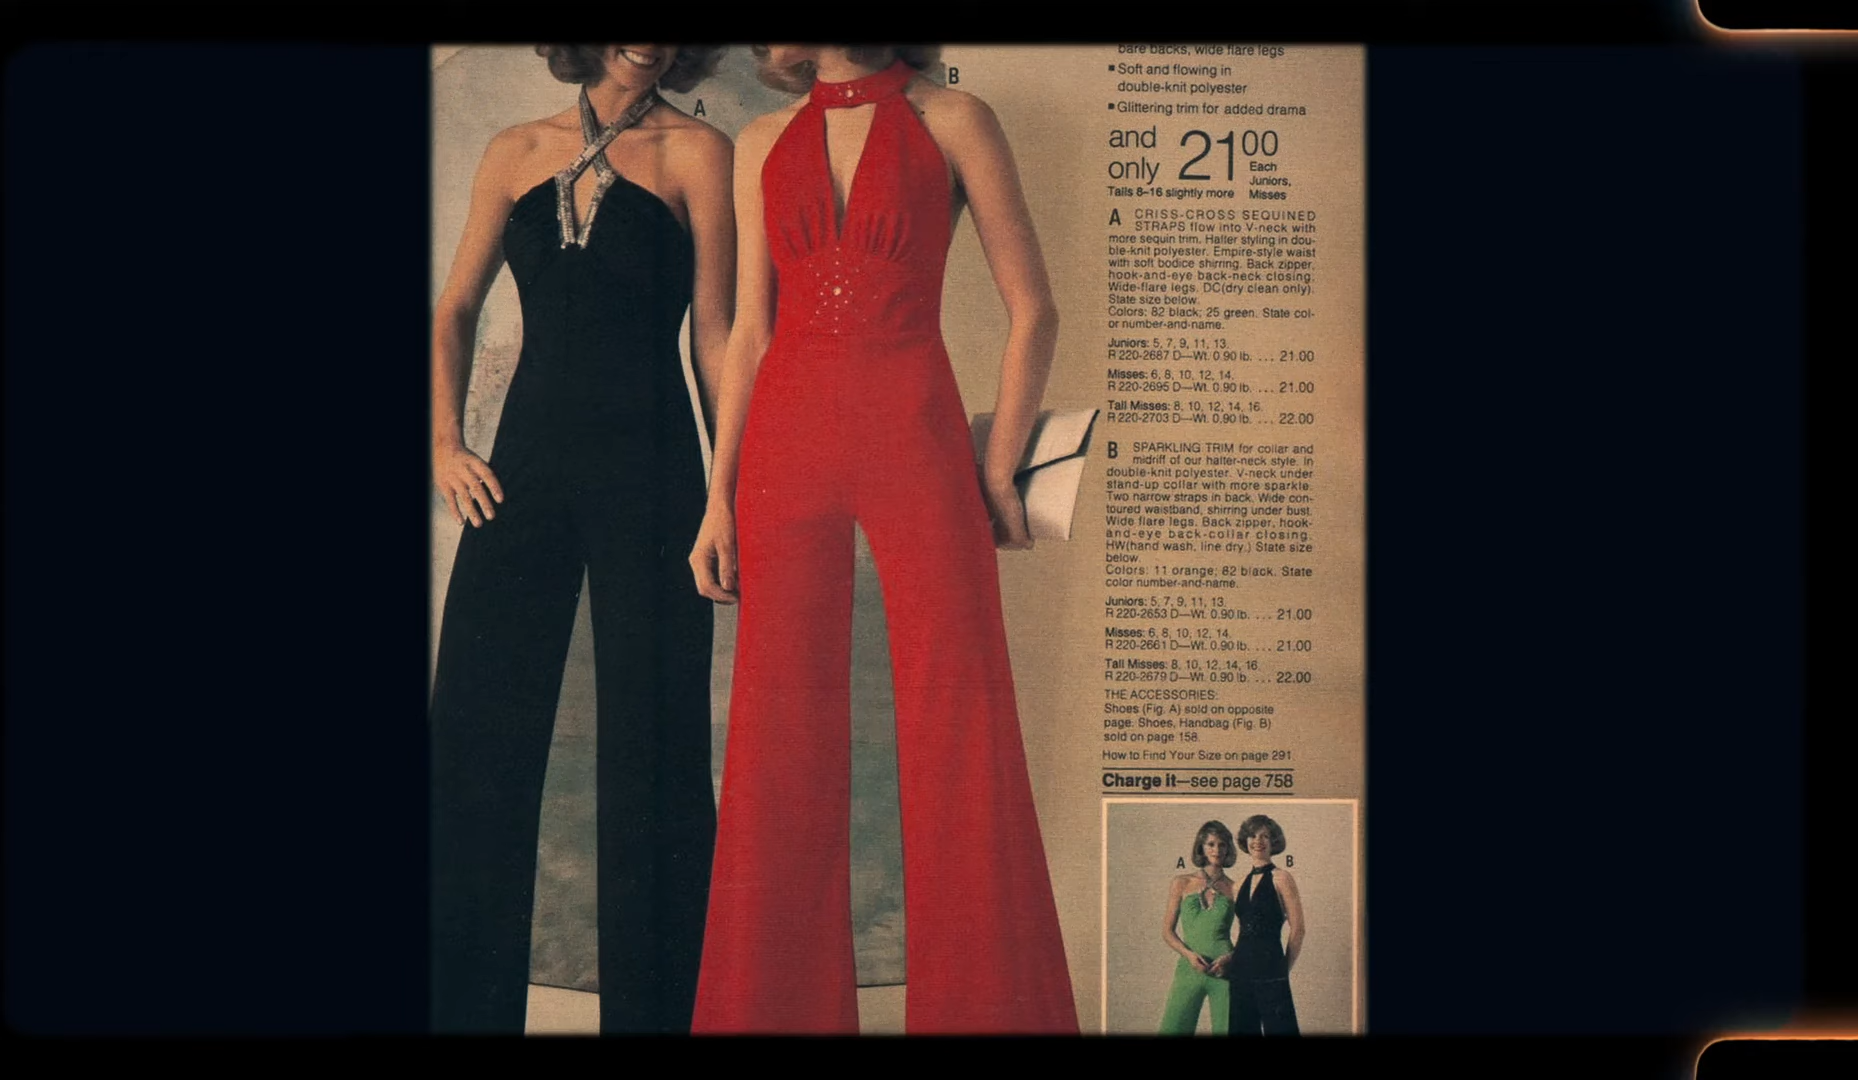 A
B
bare backs, wide flare legs
▪ Soft and flowing in
double-knit polyester
▪ Glittering trim for added drama
and
only 21 00
Each
Juniors,
Misses
Talls 8–16 slightly more
A CRISS-CROSS SEQUINED
STRAPS flow into V-neck with
more sequin trim. Halter styling in dou-
ble-knit polyester. Empire-style waist
with soft bodice shirring. Back zipper,
hook-and-eye back-neck closing.
Wide-flare legs. DC(dry clean only).
State size below.
Colors: 82 black; 25 green. State col-
or number-and-name.
Juniors: 5, 7, 9, 11, 13.
R 220-2687 D—Wt. 0.90 lb. ... 21.00
Misses: 6, 8, 10, 12, 14.
R 220-2695 D—Wt. 0.90 lb. ... 21.00
Tall Misses: 8, 10, 12, 14, 16.
R 220-2703 D—Wt. 0.90 lb. ... 22.00
B SPARKLING TRIM for collar and
midriff of our halter-neck style. In
double-knit polyester. V-neck under
stand-up collar with more sparkle.
Two narrow straps in back. Wide con-
toured waistband, shirring under bust.
Wide flare legs. Back zipper, hook-
and-eye back-collar closing.
HW(hand wash, line dry.) State size
below.
Colors: 11 orange; 82 black. State
color number-and-name.
Juniors: 5, 7, 9, 11, 13.
R 220-2653 D—Wt. 0.90 lb. ... 21.00
Misses: 6, 8, 10, 12, 14.
R 220-2661 D—Wt. 0.90 lb. ... 21.00
Tall Misses: 8, 10, 12, 14, 16.
R 220-2679 D—Wt. 0.90 lb. ... 22.00
THE ACCESSORIES:
Shoes (Fig. A) sold on opposite
page. Shoes, Handbag (Fig. B)
sold on page 158.
How to Find Your Size on page 291
Charge it—see page 758
A
B